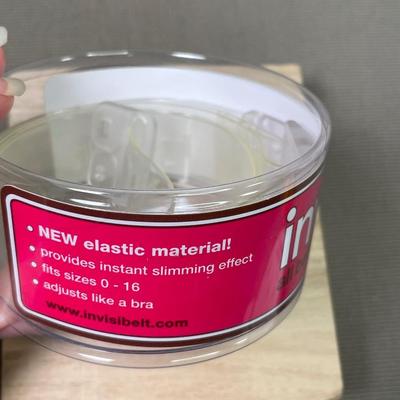 • NEW elastic material!
• provides instant slimming effect
• fits sizes 0 - 16
• adjusts like a bra
www.invisibelt.com